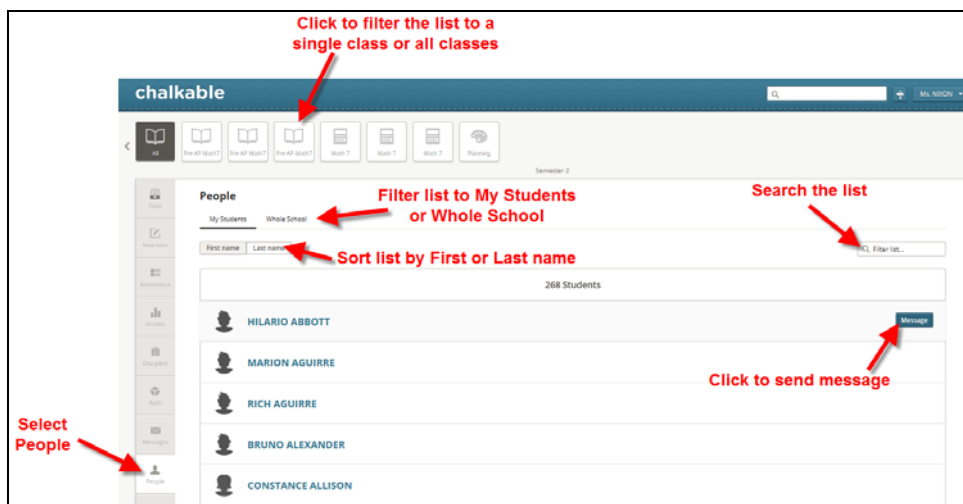 Click to filter the list to a
single class or all classes
chalkable
Ms. NIXON
All
Pre AP Math7
Pre AP Math7
Pre AP Math7
Math 7
Math 7
Math 7
Planning
Semester 2
Feed
New Item
Attendance
Grades
Discipline
Apps
Messages
People
People
My Students
Whole School
Filter list to My Students
or Whole School
Search the list
First name
Last name
Sort list by First or Last name
Filter list...
268 Students
HILARIO ABBOTT
Message
MARION AGUIRRE
Click to send message
RICH AGUIRRE
Select
People
BRUNO ALEXANDER
CONSTANCE ALLISON